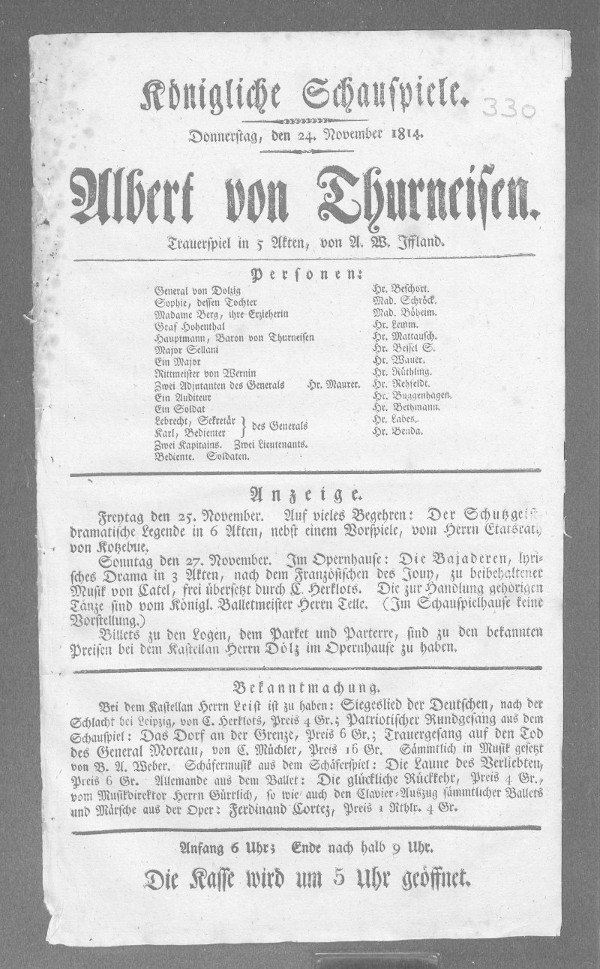 Königliche Schauspiele.
330
Donnerstag, den 24. November 1814.
Albert von Thurneisen.
Trauerspiel in 5 Akten, von A. W. Iffland.
Personen:
General von Dolzig Hr. Beschort.
Sophie, dessen Tochter Mad. Schröck.
Madame Berg, ihre Erzieherin Mad. Böheim.
Graf Hohenthal Hr. Lemm.
Hauptmann, Baron von Thurneisen Hr. Mattausch.
Major Sellani Hr. Bessel S.
Ein Major Hr. Wauer.
Rittmeister von Wernin Hr. Rüthling.
Zwei Adjutanten des Generals Hr. Maurer. Hr. Rehfeldt.
Ein Auditeur Hr. Buggenhagen.
Ein Soldat Hr. Bethmann.
Lebrecht, Sekretär } des Generals Hr. Labes.
Karl, Bedienter } Hr. Benda.
Zwei Kapitains. Zwei Lieutenants.
Bediente. Soldaten.
Anzeige.
Freytag den 25. November. Auf vieles Begehren: Der Schutzgeist,
dramatische Legende in 6 Akten, nebst einem Vorspiele, vom Herrn Etatsrath
von Kotzebue.
Sonntag den 27. November. Im Opernhause: Die Bajaderen, lyri-
sches Drama in 3 Akten, nach dem Französischen des Jouy, zu beibehaltener
Musik von Catel, frei übersetzt durch C. Herklots. Die zur Handlung gehörigen
Tänze sind vom Königl. Balletmeister Herrn Telle. (Im Schauspielhause keine
Vorstellung.)
Billets zu den Logen, dem Parket und Parterre, sind zu den bekannten
Preisen bei dem Kastellan Herrn Dölz im Opernhause zu haben.
Bekanntmachung.
Bei dem Kastellan Herrn Leist ist zu haben: Siegeslied der Deutschen, nach der
Schlacht bei Leipzig, von C. Herklots, Preis 4 Gr.; Patriotischer Rundgesang aus dem
Schauspiel: Das Dorf an der Grenze, Preis 6 Gr.; Trauergesang auf den Tod
des General Moreau, von C. Müchler, Preis 16 Gr. Sämmtlich in Musik gesetzt
von B. A. Weber. Schäfermusik aus dem Schäferspiel: Die Laune des Verliebten,
Preis 6 Gr. Allemande aus dem Ballet: Die glückliche Rückkehr, Preis 4 Gr.,
vom Musikdirektor Herrn Gürrlich, so wie auch den Clavier-Auszug sämmtlicher Ballets
und Märsche aus der Oper: Ferdinand Cortez, Preis 1 Rthlr. 4 Gr.
Anfang 6 Uhr; Ende nach halb 9 Uhr.
Die Kasse wird um 5 Uhr geöffnet.